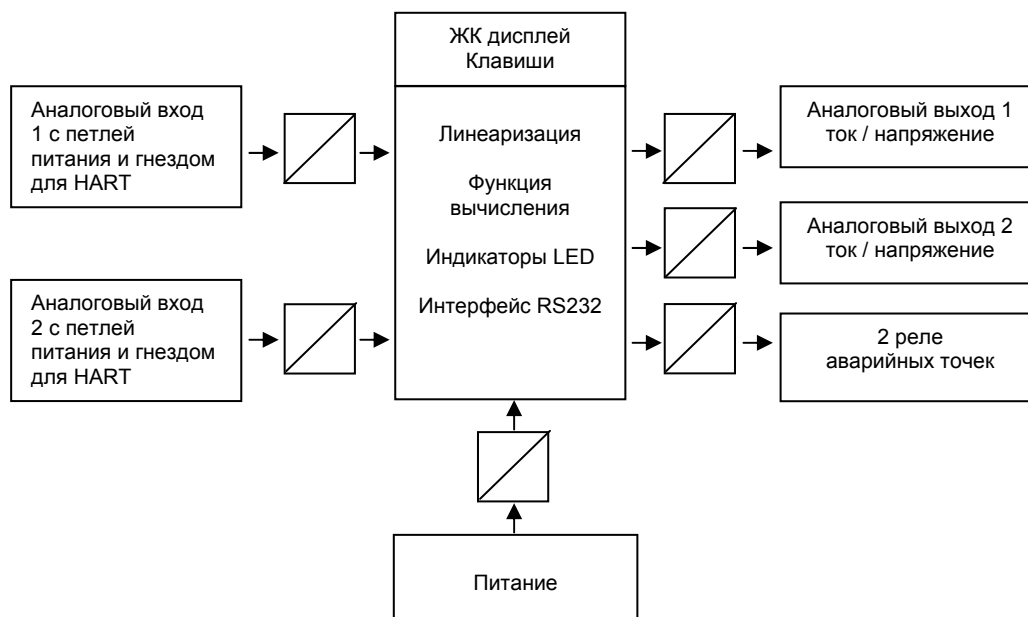 ЖК дисплей
Клавиши
Аналоговый вход
1 с петлей
питания и гнездом
для HART
Аналоговый вход
2 с петлей
питания и гнездом
для HART
Линеаризация
Функция
вычисления
Индикаторы LED
Интерфейс RS232
Аналоговый выход 1
ток / напряжение
Аналоговый выход 2
ток / напряжение
2 реле
аварийных точек
Питание